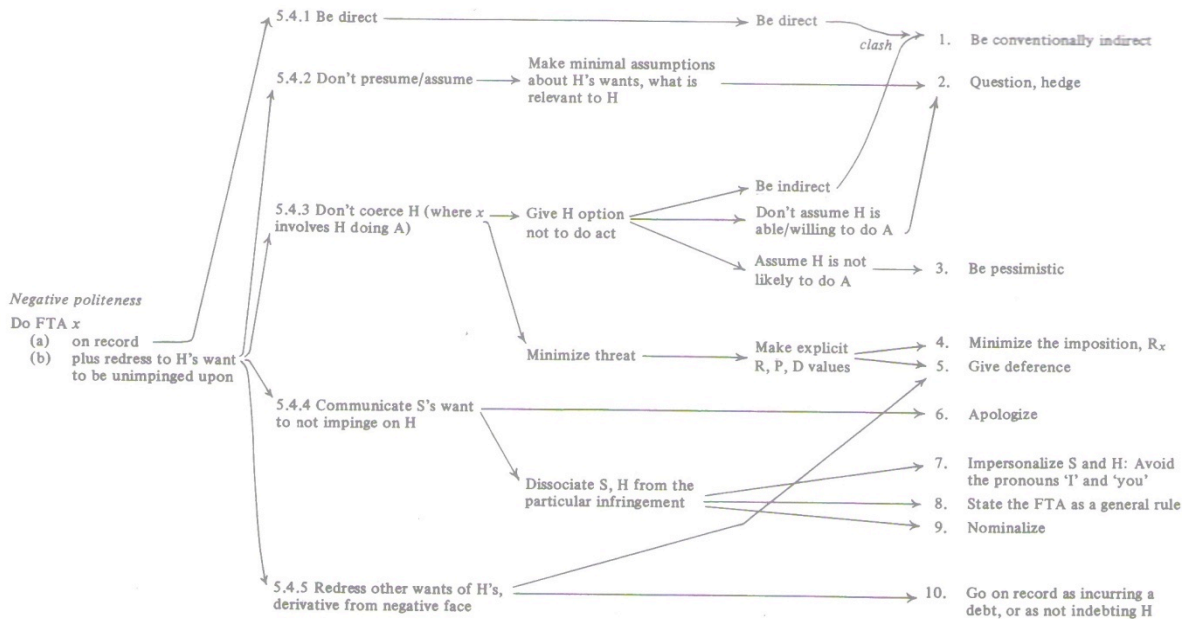 5.4.1 Be direct
Be direct
clash
1. Be conventionally indirect
5.4.2 Don't presume/assume
Make minimal assumptions
about H's wants, what is
relevant to H
2. Question, hedge
Be indirect
5.4.3 Don't coerce H (where x
involves H doing A)
Give H option
not to do act
Don't assume H is
able/willing to do A
Assume H is not
likely to do A
3. Be pessimistic
Negative politeness
Do FTA x
(a) on record
(b) plus redress to H's want
to be unimpinged upon
Minimize threat
Make explicit
R, P, D values
4. Minimize the imposition, Rx
5. Give deference
5.4.4 Communicate S's want
to not impinge on H
6. Apologize
Dissociate S, H from the
particular infringement
7. Impersonalize S and H: Avoid
the pronouns 'I' and 'you'
8. State the FTA as a general rule
9. Nominalize
5.4.5 Redress other wants of H's,
derivative from negative face
10. Go on record as incurring a
debt, or as not indebting H